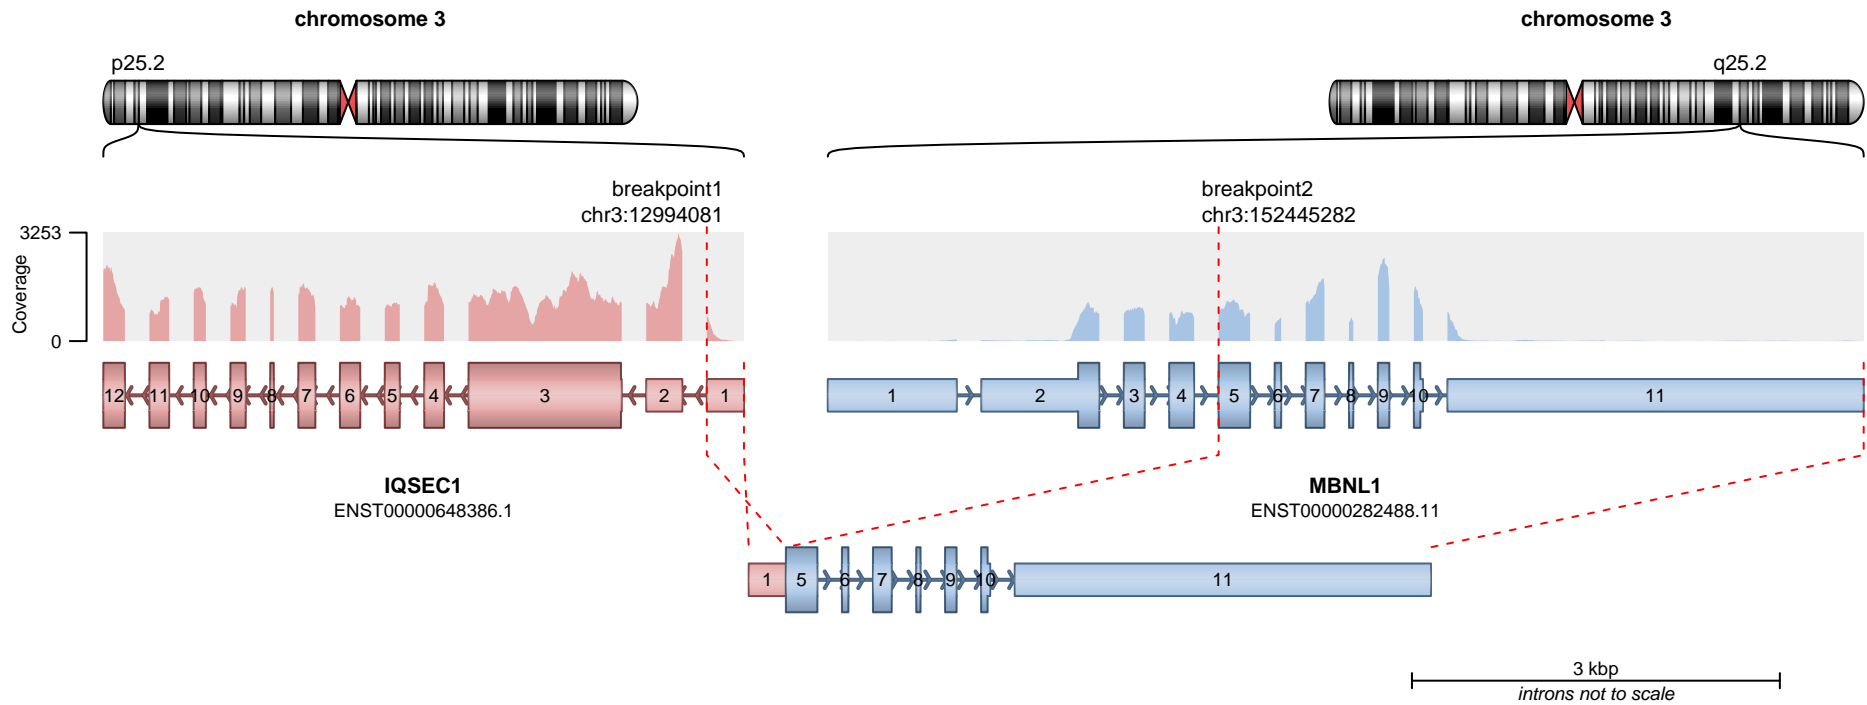 chromosome 3
chromosome 3
p25.2
q25.2
breakpoint1
chr3:12994081
breakpoint2
chr3:152445282
3253
Coverage
0
12 11 10 9 8 7 6 5 4 3 2 1
1 2 3 4 5 6 7 8 9 10 11
IQSEC1
ENST00000648386.1
MBNL1
ENST00000282488.11
1 5 6 7 8 9 10 11
3 kbp
introns not to scale